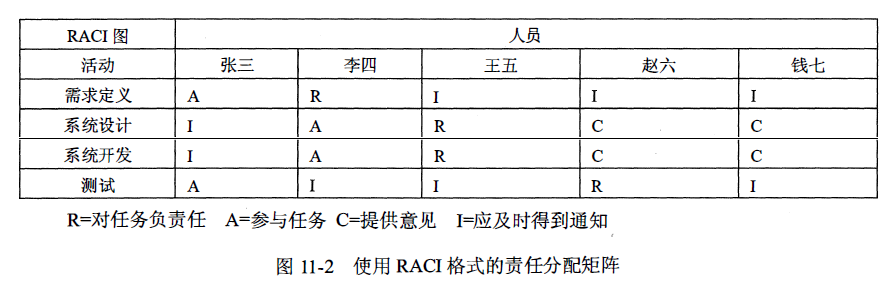 RACI 图 人员
活动 张三 李四 王五 赵六 钱七
需求定义 A R I I I
系统设计 I A R C C
系统开发 I A R C C
测试 A I I R I
R=对任务负责任 A=参与任务 C=提供意见 I=应及时得到通知
图 11-2 使用 RACI 格式的责任分配矩阵